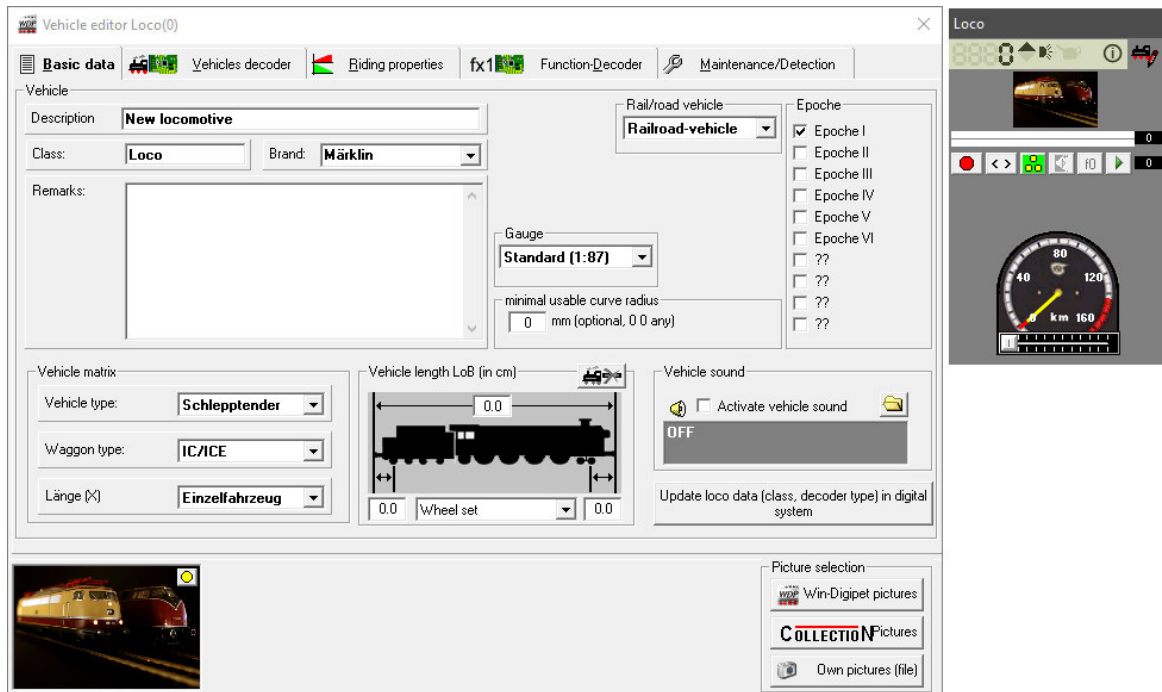 WDP Vehicle editor Loco(0)
Basic data
Vehicles decoder
fx1
Riding properties
Function-Decoder
Maintenance/Detection
Vehicle
Description
New locomotive
Class:
Loco
Brand:
Märklin
Remarks:
Rail/road vehicle
Railroad-vehicle
Gauge
Standard (1:87)
minimal usable curve radius
0 mm (optional, 0 0 any)
Epoche
Epoche I
Epoche II
Epoche III
Epoche IV
Epoche V
Epoche VI
??
??
??
??
Vehicle matrix
Vehicle type:
Schlepptender
Waggon type:
IC/ICE
Länge (X)
Einzelfahrzeug
Vehicle length LoB (in cm)
0.0
0.0
Wheel set
0.0
Vehicle sound
Activate vehicle sound
OFF
Update loco data (class, decoder type) in digital
system
Picture selection
WDP Win-Digipet pictures
COLLECTION Pictures
Own pictures (file)
Loco
0
0
< >
f0
0
80
40
120
0
km
160